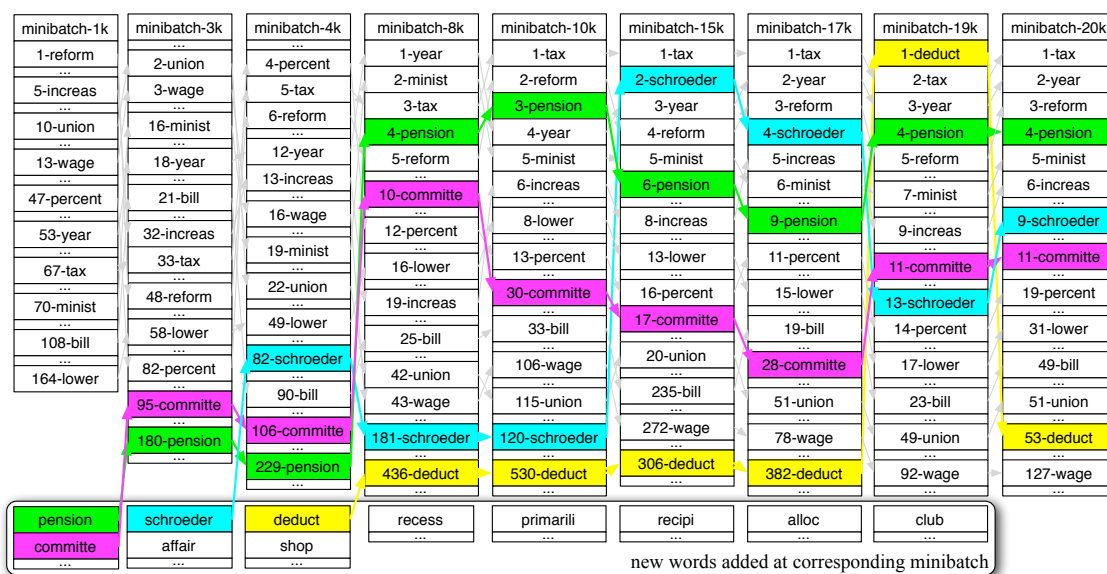 minibatch-1k
1-reform
...
5-increas
...
10-union
...
13-wage
...
47-percent
...
53-year
...
67-tax
...
70-minist
...
108-bill
...
164-lower
...
minibatch-3k
...
2-union
3-wage
...
16-minist
...
18-year
...
21-bill
...
32-increas
...
33-tax
...
48-reform
...
58-lower
...
82-percent
...
95-committe
...
180-pension
...
minibatch-4k
...
4-percent
5-tax
6-reform
...
12-year
13-increas
...
16-wage
...
19-minist
...
22-union
...
49-lower
...
82-schroeder
...
90-bill
...
106-committe
...
229-pension
...
minibatch-8k
1-year
2-minist
3-tax
4-pension
5-reform
...
10-committe
...
12-percent
...
16-lower
...
19-increas
...
25-bill
...
42-union
43-wage
...
181-schroeder
...
436-deduct
...
minibatch-10k
1-tax
2-reform
3-pension
4-year
5-minist
6-increas
...
8-lower
...
13-percent
...
30-committe
...
33-bill
...
106-wage
...
115-union
...
120-schroeder
...
530-deduct
...
minibatch-15k
1-tax
2-schroeder
3-year
4-reform
5-minist
6-pension
...
8-increas
...
13-lower
...
16-percent
17-committe
...
20-union
...
235-bill
...
272-wage
...
306-deduct
...
minibatch-17k
1-tax
2-year
3-reform
4-schroeder
5-increas
6-minist
...
9-pension
...
11-percent
...
15-lower
...
19-bill
...
28-committe
...
51-union
...
78-wage
...
382-deduct
...
minibatch-19k
1-deduct
2-tax
3-year
4-pension
5-reform
...
7-minist
...
9-increas
...
11-committe
...
13-schroeder
14-percent
...
17-lower
...
23-bill
...
49-union
...
92-wage
...
minibatch-20k
1-tax
2-year
3-reform
4-pension
5-minist
6-increas
...
9-schroeder
...
11-committe
...
19-percent
...
31-lower
...
49-bill
...
51-union
...
53-deduct
...
127-wage
...
pension
committe
...
schroeder
affair
...
deduct
shop
...
recess
...
primarili
...
recipi
...
alloc
...
club
...
new words added at corresponding minibatch